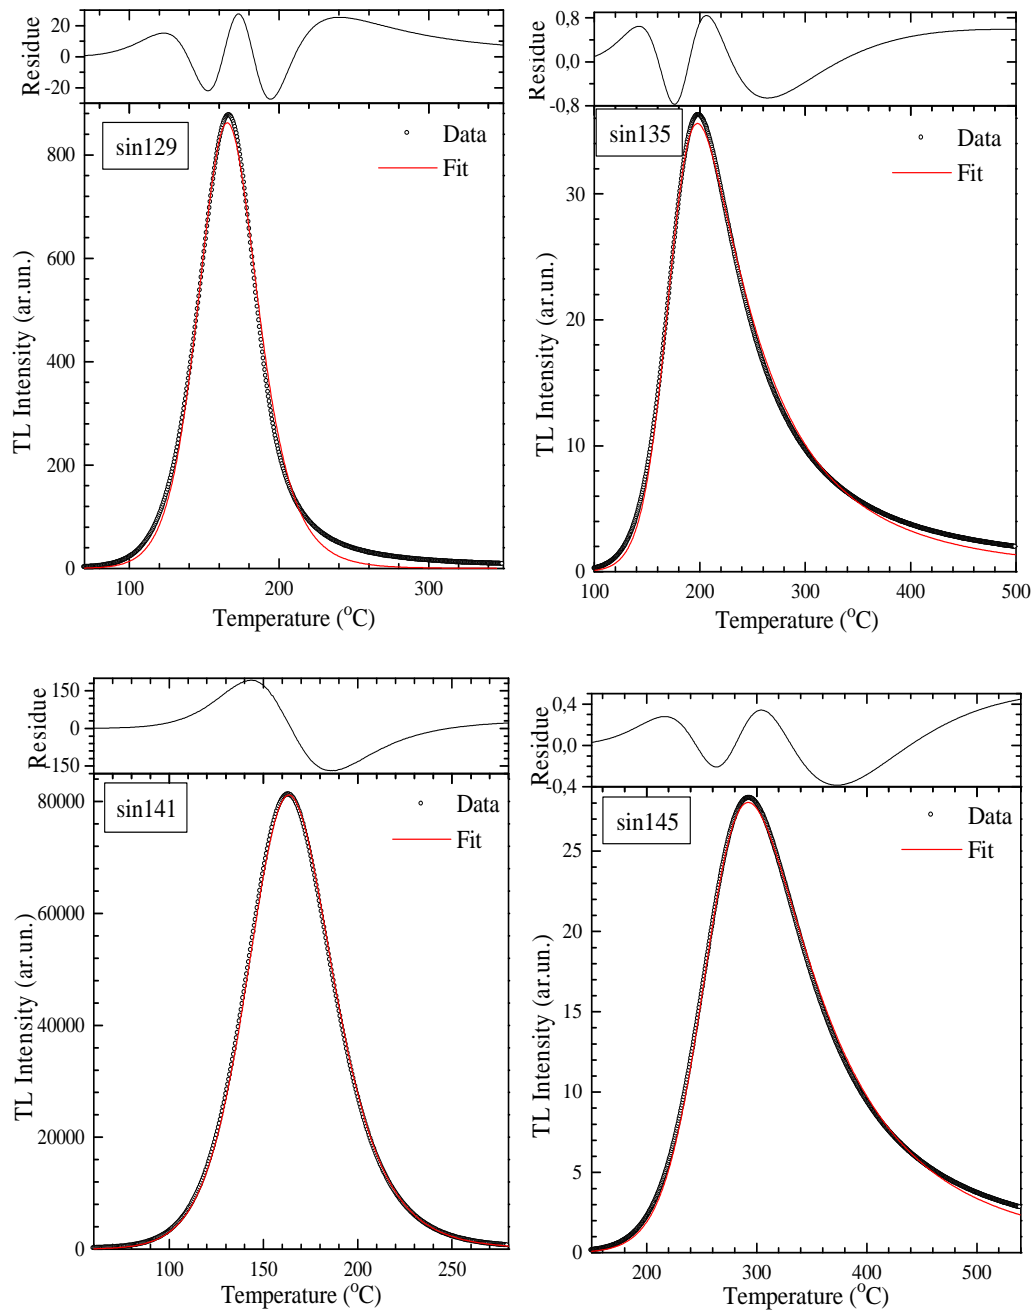 Residue
20
0
-20
sin129
Data
Fit
TL Intensity (ar.un.)
800
600
400
200
0
100
200
300
Temperature (°C)
Residue
0,8
0,0
-0,8
sin135
Data
Fit
TL Intensity (ar.un.)
30
20
10
0
100
200
300
400
500
Temperature (°C)
Residue
150
0
-150
sin141
Data
Fit
TL Intensity (ar.un.)
80000
60000
40000
20000
0
100
150
200
250
Temperature (°C)
Residue
0,4
0,0
-0,4
sin145
Data
Fit
TL Intensity (ar.un.)
25
20
15
10
5
0
200
300
400
500
Temperature (°C)